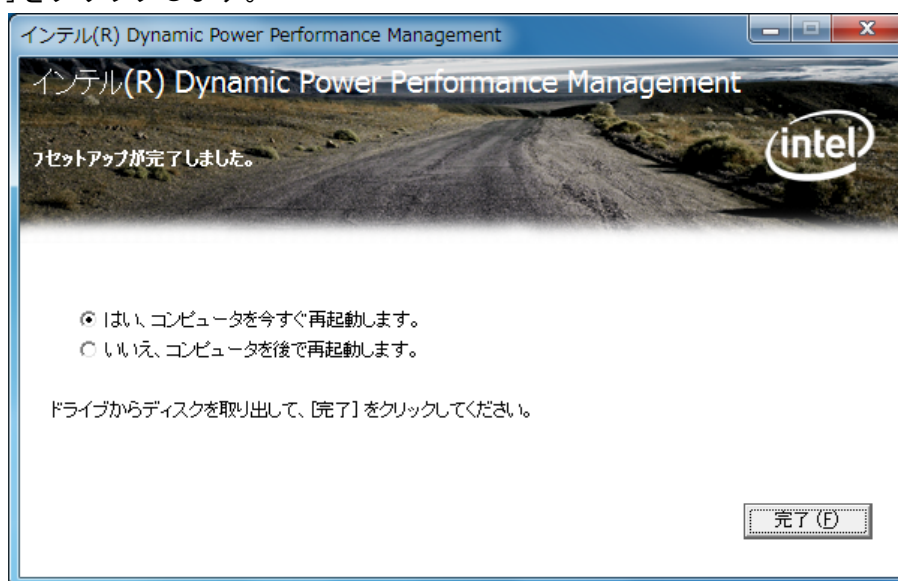 ]をクリックします。
インテル(R) Dynamic Power Performance Management
インテル(R) Dynamic Power Performance Management
intel
ｱｾｯﾄｱｯﾌﾟが完了しました。
はい、コンピュータを今すぐ再起動します。
いいえ、コンピュータを後で再起動します。
ドライブからディスクを取り出して、[完了] をクリックしてください。
完了(F)